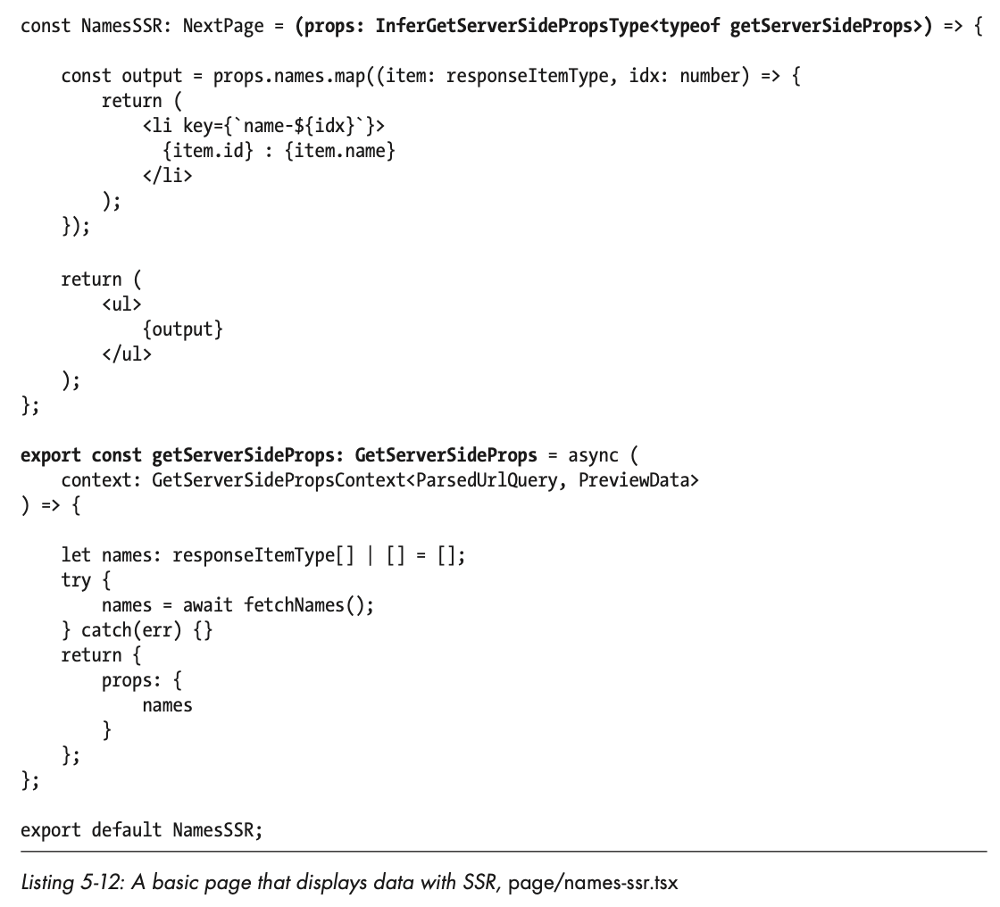 const NamesSSR: NextPage = (props: InferGetServerSidePropsType<typeof getServerSideProps>) => {

    const output = props.names.map((item: responseItemType, idx: number) => {
        return (
            <li key={`name-${idx}`}>
              {item.id} : {item.name}
            </li>
        );
    });

    return (
        <ul>
            {output}
        </ul>
    );
};

export const getServerSideProps: GetServerSideProps = async (
    context: GetServerSidePropsContext<ParsedUrlQuery, PreviewData>
) => {

    let names: responseItemType[] | [] = [];
    try {
        names = await fetchNames();
    } catch(err) {}
    return {
        props: {
            names
        }
    };
};

export default NamesSSR;
Listing 5-12: A basic page that displays data with SSR, page/names-ssr.tsx